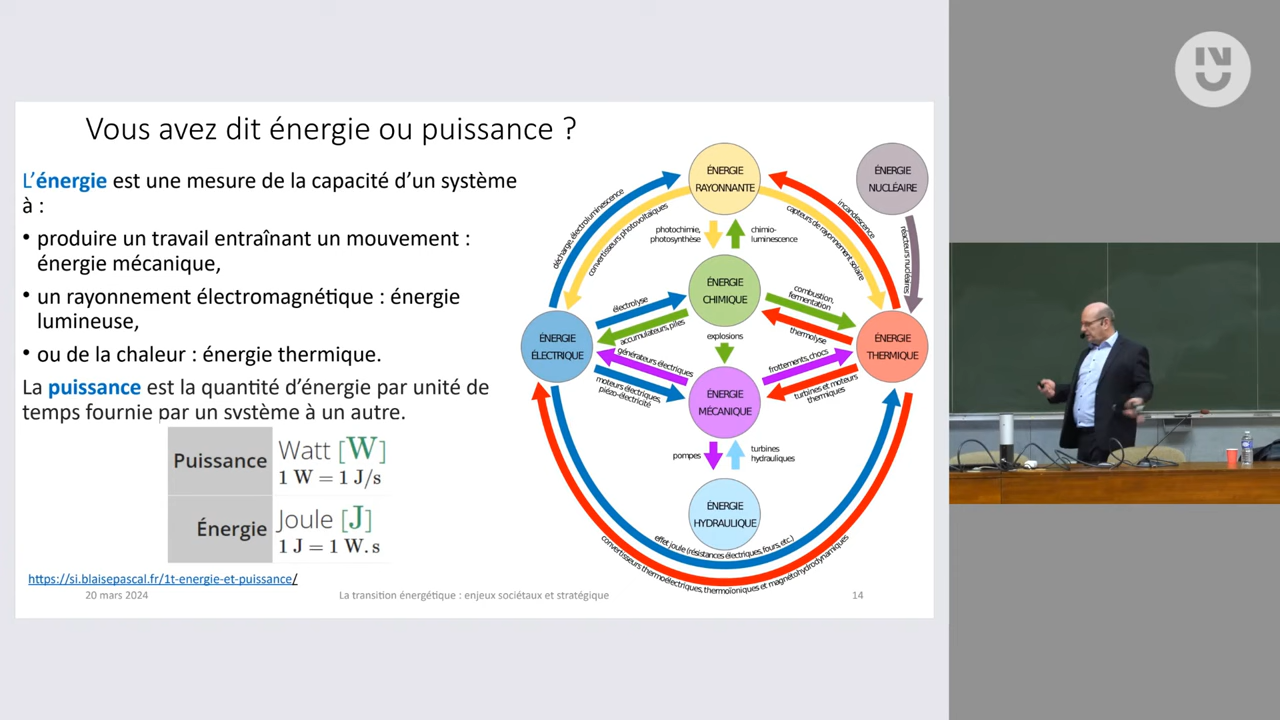 Vous avez dit énergie ou puissance ?
L’énergie est une mesure de la capacité d’un système
à :
• produire un travail entraînant un mouvement :
énergie mécanique,
• un rayonnement électromagnétique : énergie
lumineuse,
• ou de la chaleur : énergie thermique.
La puissance est la quantité d’énergie par unité de
temps fournie par un système à un autre.
Puissance
Watt [W]
1 W = 1 J/s
Énergie
Joule [J]
1 J = 1 W.s
https://si.blaisepascal.fr/1t-energie-et-puissance/
20 mars 2024
La transition énergétique : enjeux sociétaux et stratégique
14
ÉNERGIE
RAYONNANTE
ÉNERGIE
NUCLÉAIRE
décharge, électroluminescence
convertisseurs photovoltaïques
capteurs de rayonnement solaire
incandescence
réacteurs nucléaires
photochimie,
photosynthèse
chimio-
luminescence
ÉNERGIE
CHIMIQUE
électrolyse
accumulateurs, piles
combustion,
fermentation
thermolyse
ÉNERGIE
ÉLECTRIQUE
explosions
ÉNERGIE
THERMIQUE
générateurs électriques
moteurs électriques,
piézo-électricité
frottements, chocs
turbines et moteurs
thermiques
ÉNERGIE
MÉCANIQUE
pompes
turbines
hydrauliques
ÉNERGIE
HYDRAULIQUE
effet joule (résistances électriques, fours, etc.)
convertisseurs thermoélectriques, thermoïoniques et magnétohydrodynamiques